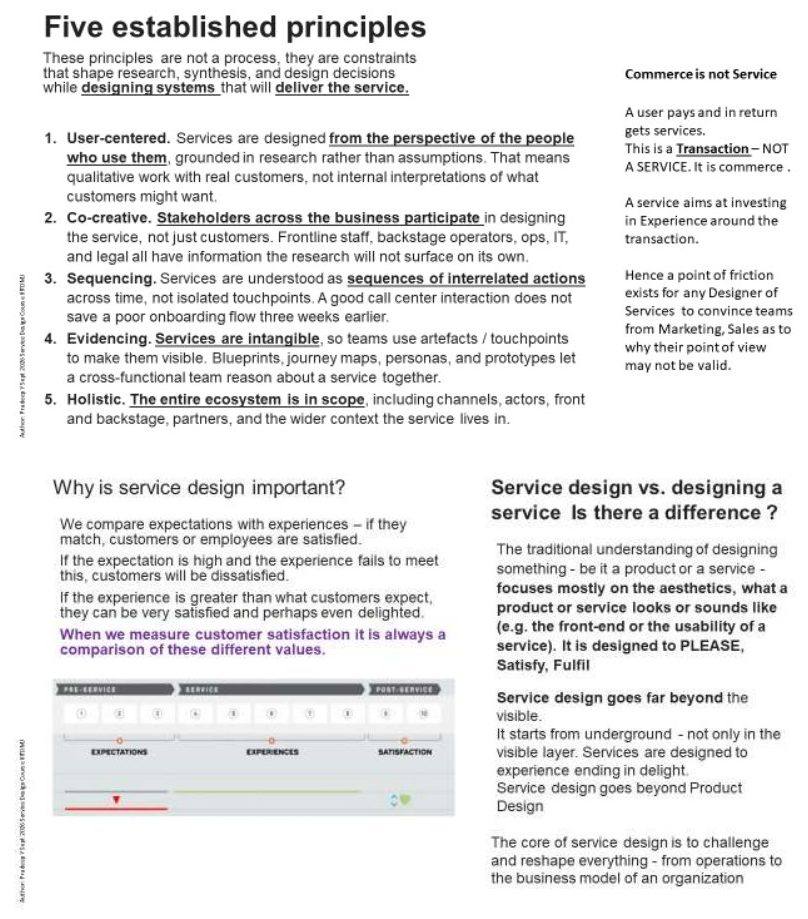 Five established principles
These principles are not a process, they are constraints
that shape research, synthesis, and design decisions
while designing systems that will deliver the service.
1. User-centered. Services are designed from the perspective of the people
who use them, grounded in research rather than assumptions. That means
qualitative work with real customers, not internal interpretations of what
customers might want.
2. Co-creative. Stakeholders across the business participate in designing
the service, not just customers. Frontline staff, backstage operators, ops, IT,
and legal all have information the research will not surface on its own.
3. Sequencing. Services are understood as sequences of interrelated actions
across time, not isolated touchpoints. A good call center interaction does not
save a poor onboarding flow three weeks earlier.
4. Evidencing. Services are intangible, so teams use artefacts / touchpoints
to make them visible. Blueprints, journey maps, personas, and prototypes let
a cross-functional team reason about a service together.
5. Holistic. The entire ecosystem is in scope, including channels, actors, front
and backstage, partners, and the wider context the service lives in.
Commerce is not Service
A user pays and in return
gets services.
This is a Transaction – NOT
A SERVICE. It is commerce .
A service aims at investing
in Experience around the
transaction.
Hence a point of friction
exists for any Designer of
Services to convince teams
from Marketing, Sales as to
why their point of view
may not be valid.
Why is service design important?
We compare expectations with experiences – if they
match, customers or employees are satisfied.
If the expectation is high and the experience fails to meet
this, customers will be dissatisfied.
If the experience is greater than what customers expect,
they can be very satisfied and perhaps even delighted.
When we measure customer satisfaction it is always a
comparison of these different values.
PRE-SERVICE SERVICE POST-SERVICE
1 2 3 4 5 6 7 8 9 10
EXPECTATIONS EXPERIENCES SATISFACTION
Service design vs. designing a
service Is there a difference ?
The traditional understanding of designing
something - be it a product or a service -
focuses mostly on the aesthetics, what a
product or service looks or sounds like
(e.g. the front-end or the usability of a
service). It is designed to PLEASE,
Satisfy, Fulfil
Service design goes far beyond the
visible.
It starts from underground - not only in the
visible layer. Services are designed to
experience ending in delight.
Service design goes beyond Product
Design
The core of service design is to challenge
and reshape everything - from operations to
the business model of an organization